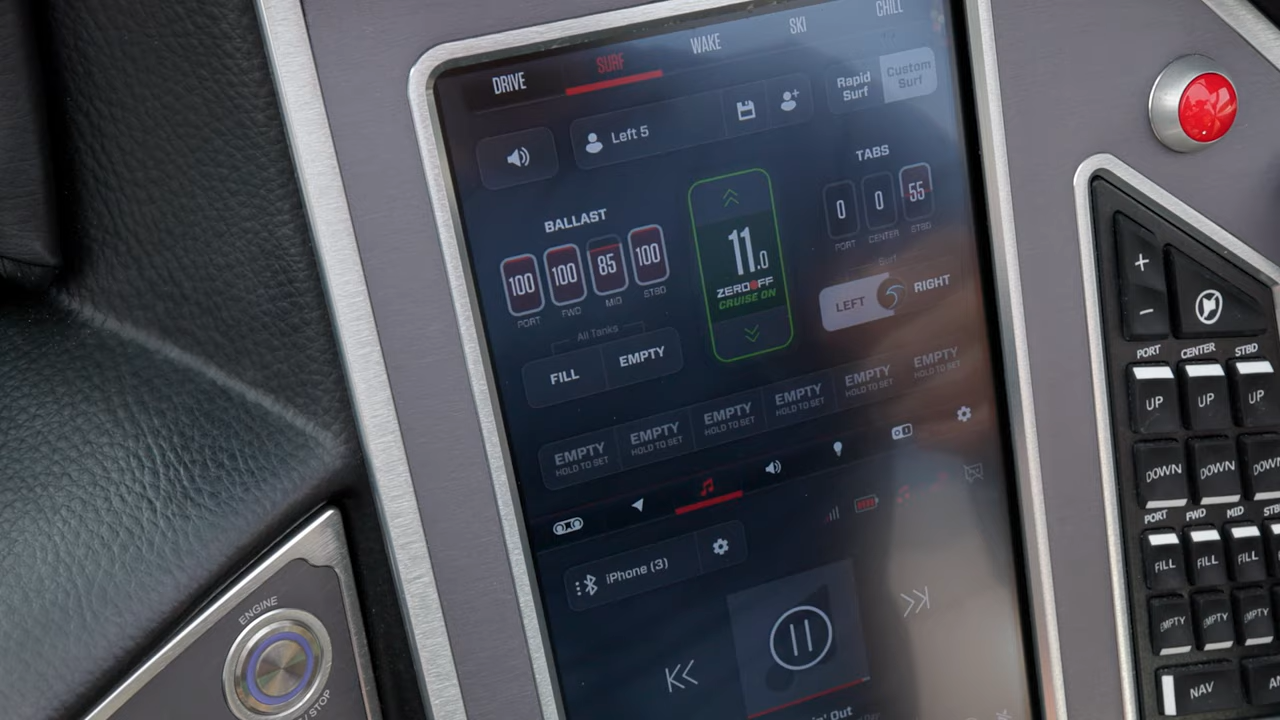 DRIVE SURF WAKE SKI CHILL
Left 5
Rapid Surf
Custom Surf
BALLAST
100 100 85 100
PORT FWD MID STBD
All Tanks
FILL EMPTY
11.0
ZEROOFF
CRUISE ON
TABS
0 0 55
PORT CENTER STBD
Surf
LEFT RIGHT
EMPTY EMPTY EMPTY EMPTY EMPTY EMPTY
HOLD TO SET HOLD TO SET HOLD TO SET HOLD TO SET HOLD TO SET HOLD TO SET
iPhone (3)
Out
ENGINE
STOP
+
−
PORT CENTER STBD
UP UP UP
DOWN DOWN DOWN
PORT FWD MID
FILL FILL FILL
EMPTY EMPTY EMPTY
NAV